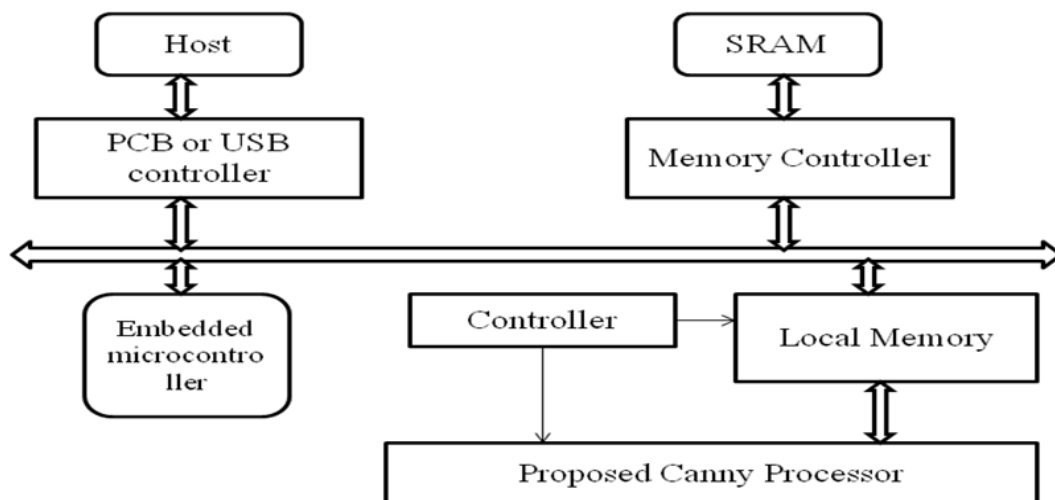 Host
SRAM
PCB or USB
controller
Memory Controller
Embedded
microcontro
ller
Controller
Local Memory
Proposed Canny Processor